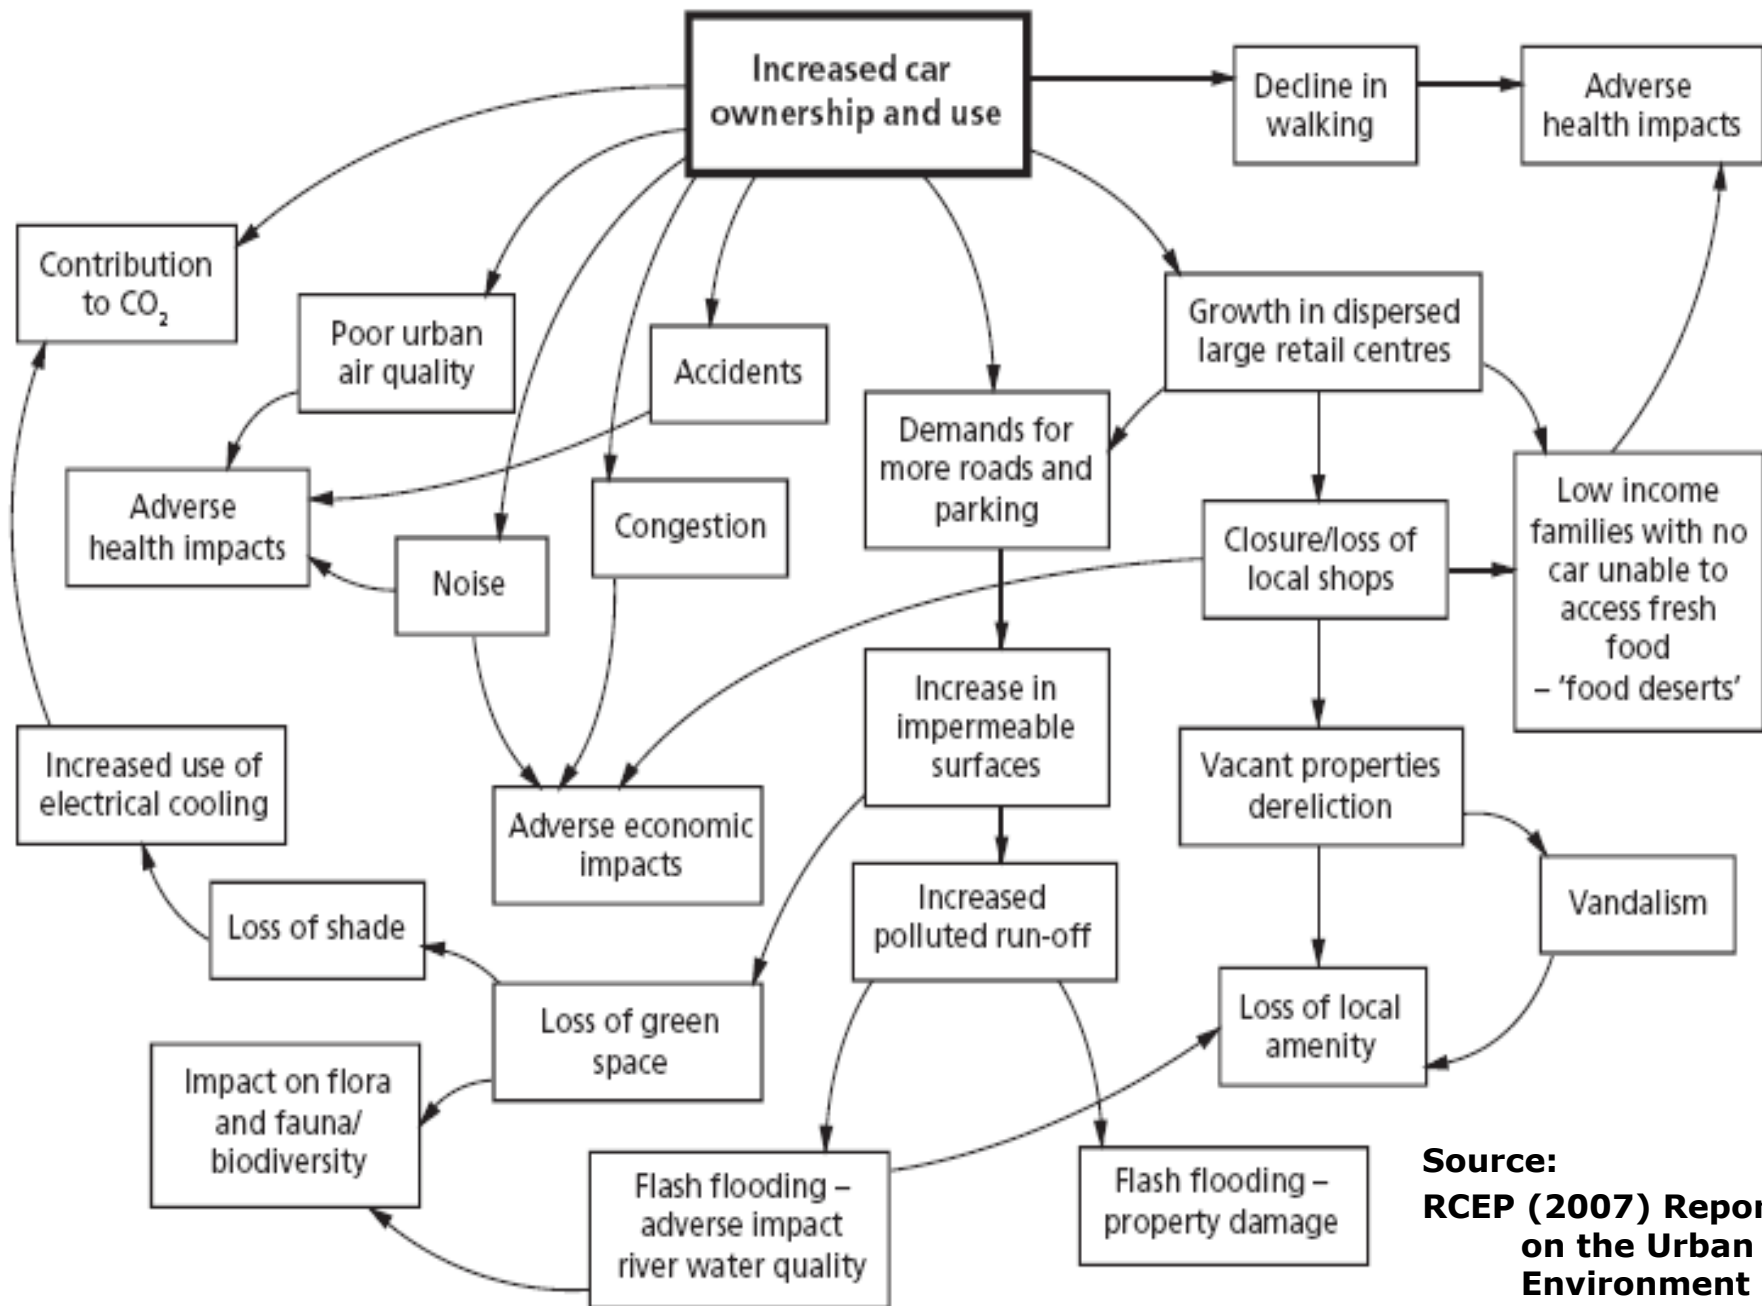 Increased car
ownership and use
Decline in
walking
Adverse
health impacts
Contribution
to CO₂
Poor urban
air quality
Accidents
Growth in dispersed
large retail centres
Adverse
health impacts
Noise
Congestion
Demands for
more roads and
parking
Closure/loss of
local shops
Low income
families with no
car unable to
access fresh
food
– ‘food deserts’
Increased use of
electrical cooling
Adverse economic
impacts
Increase in
impermeable
surfaces
Vacant properties
dereliction
Loss of shade
Increased
polluted run-off
Vandalism
Loss of green
space
Loss of local
amenity
Impact on flora
and fauna/
biodiversity
Flash flooding –
adverse impact
river water quality
Flash flooding –
property damage
Source:
RCEP (2007) Repor
on the Urban
Environment